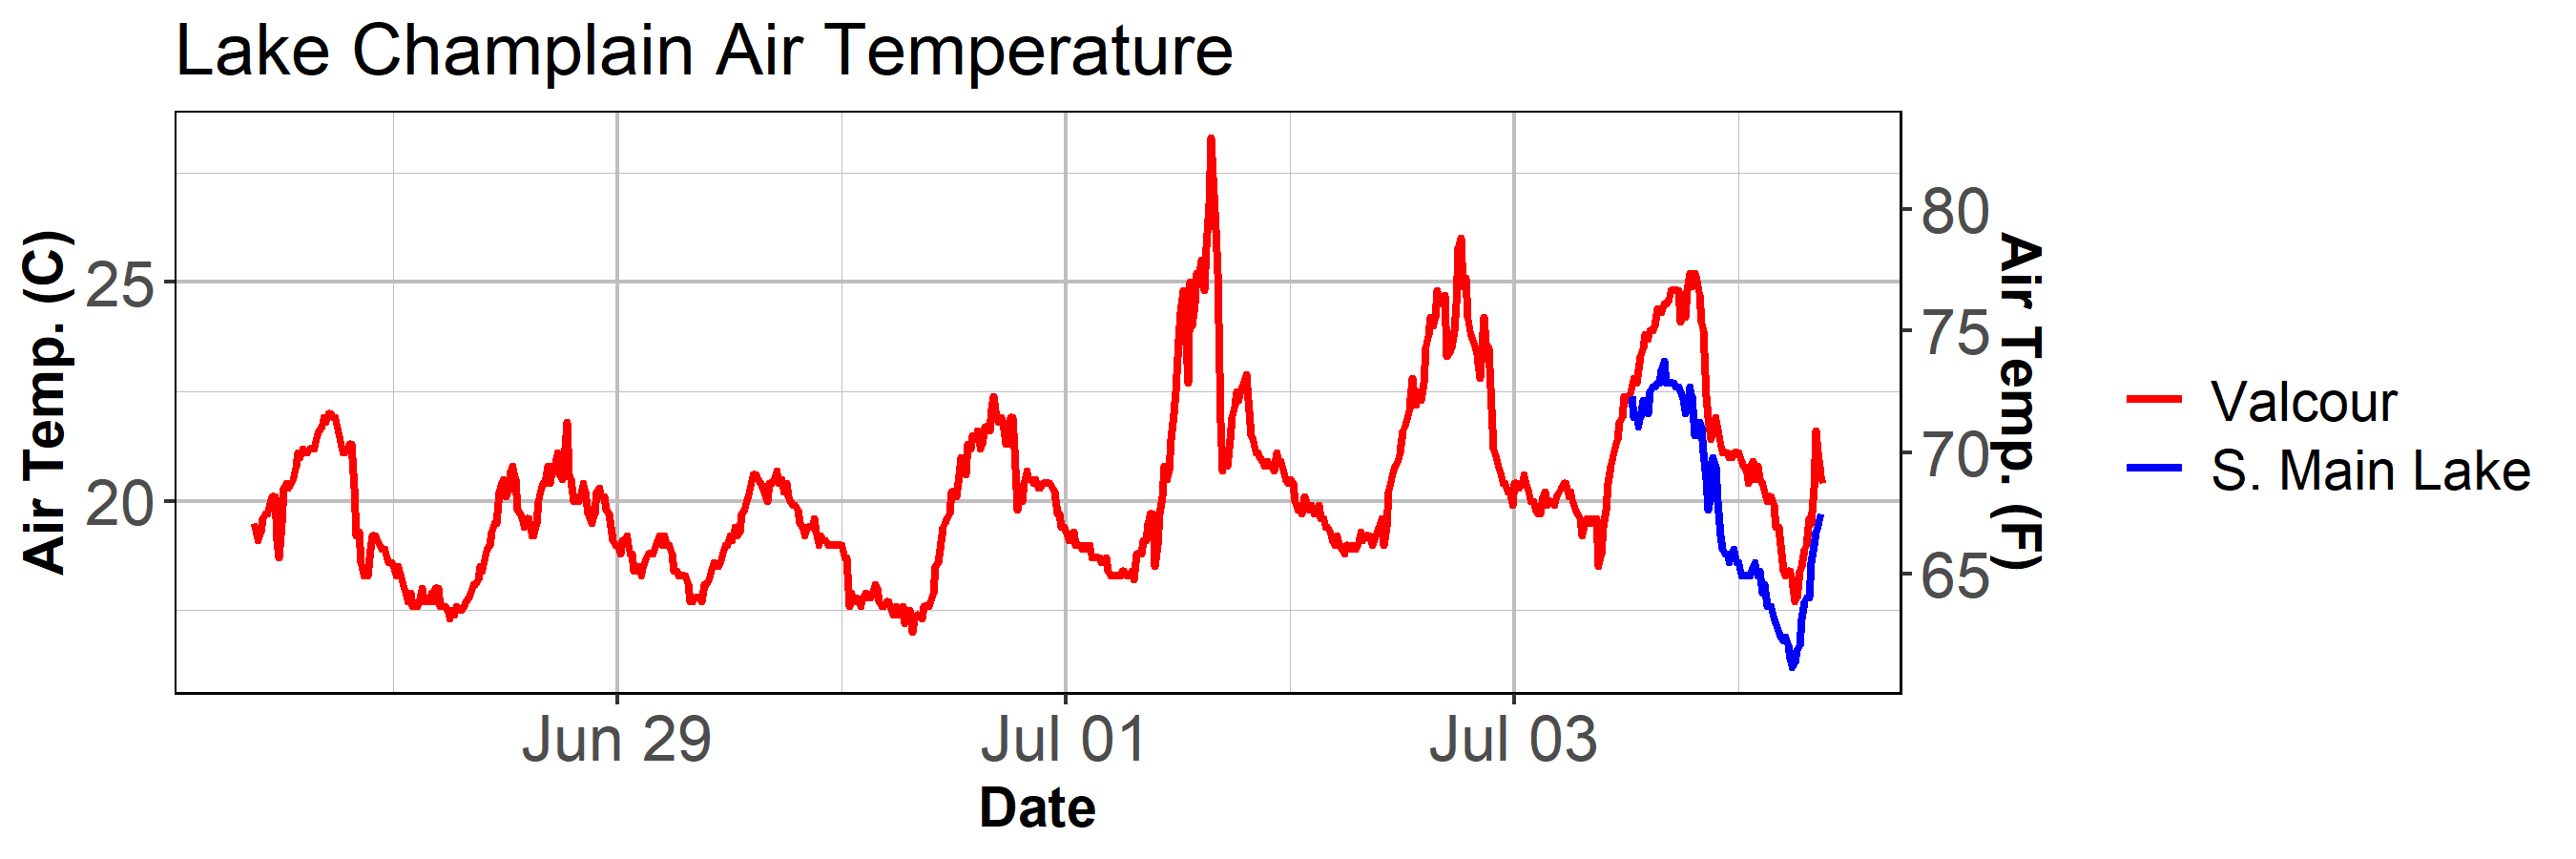 Lake Champlain Air Temperature
Air Temp. (C)
25
20
80
75
70
65
Air Temp. (F)
Jun 29
Jul 01
Jul 03
Date
Valcour
S. Main Lake